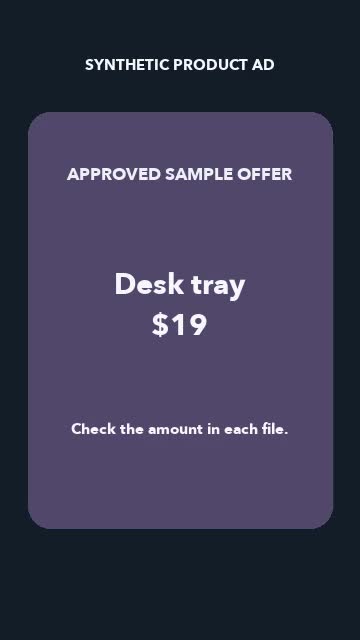 SYNTHETIC PRODUCT AD
APPROVED SAMPLE OFFER
Desk tray
$19
Check the amount in each file.